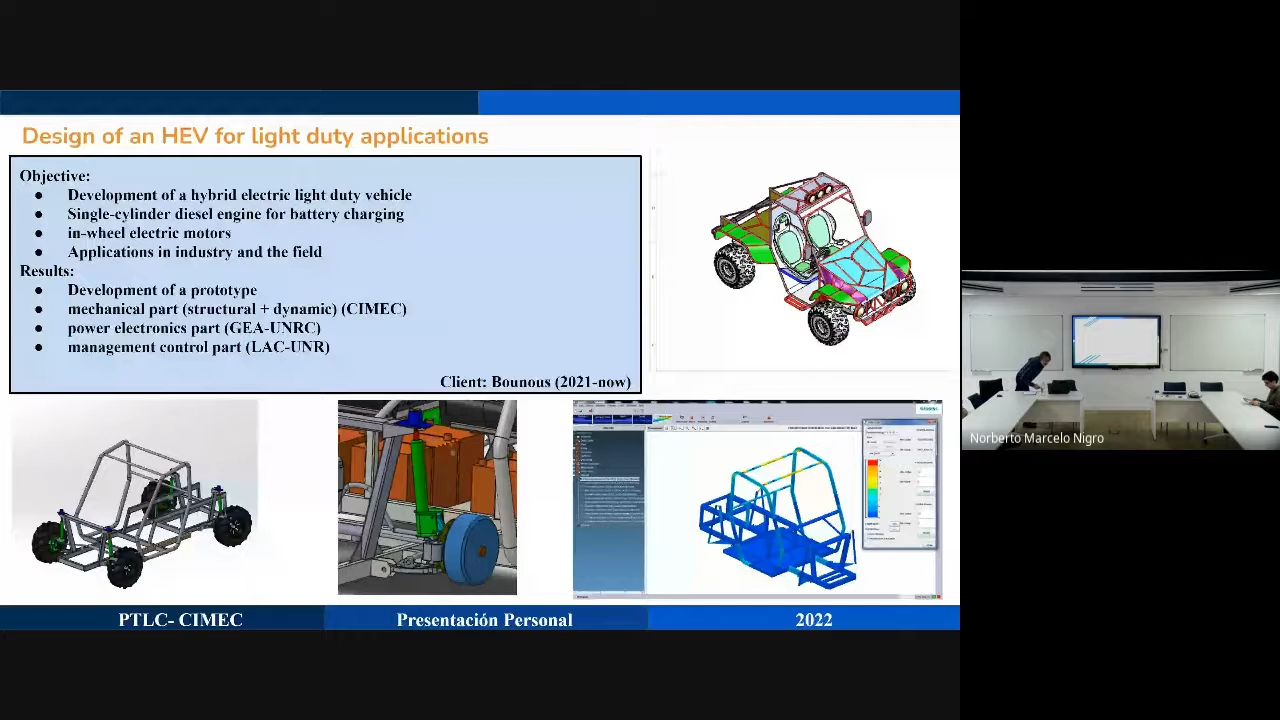 Design of an HEV for light duty applications
Objective:
● Development of a hybrid electric light duty vehicle
● Single-cylinder diesel engine for battery charging
● in-wheel electric motors
● Applications in industry and the field
Results:
● Development of a prototype
● mechanical part (structural + dynamic) (CIMEC)
● power electronics part (GEA-UNRC)
● management control part (LAC-UNR)
Client: Bounous (2021-now)
SIEMENS
Norberto Marcelo Nigro
PTLC- CIMEC
Presentación Personal
2022